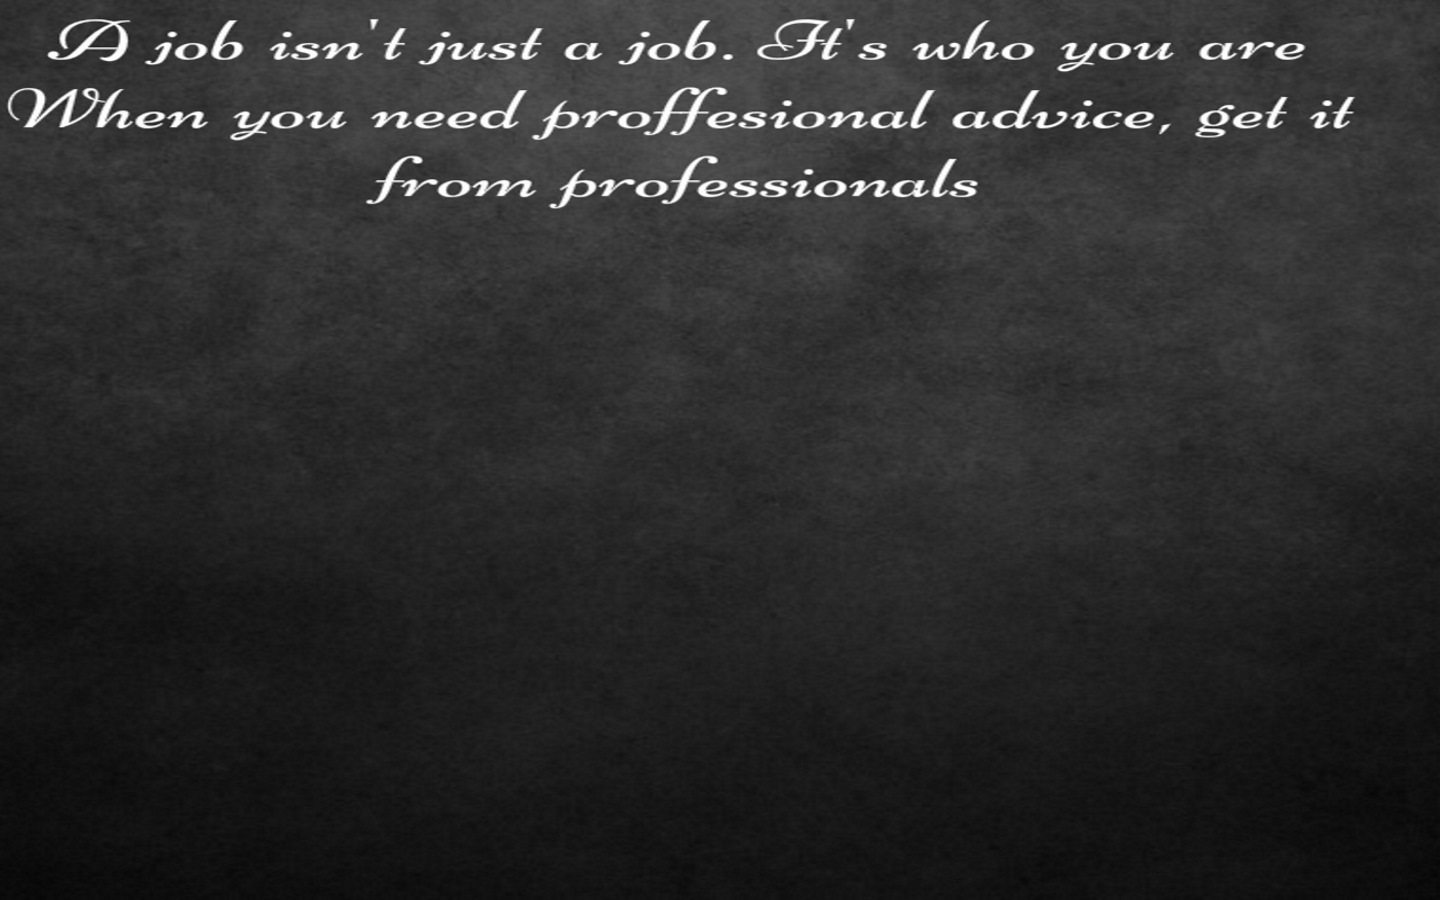 A job isn't just a job. It's who you are
When you need proffesional advice, get it
from professionals